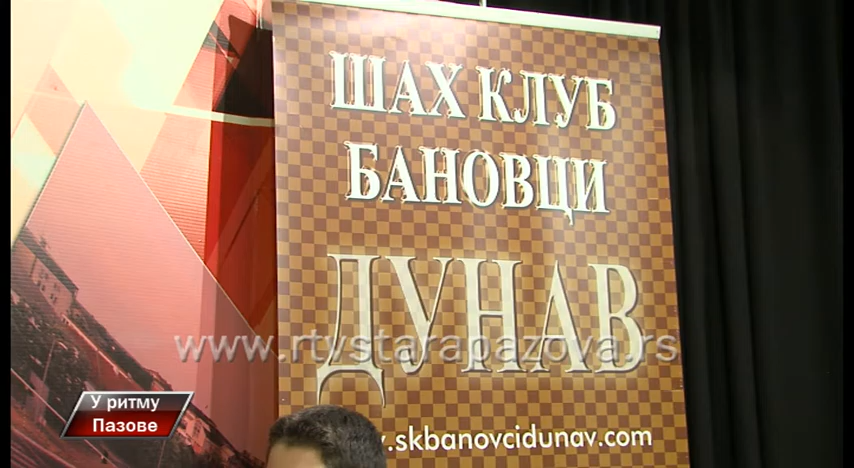 ШАХ КЛУБ
БАНОВЦИ
ДУНАВ
www.rtvstarapazova.rs
.skbanovcidunav.com
У ритму
Пазове